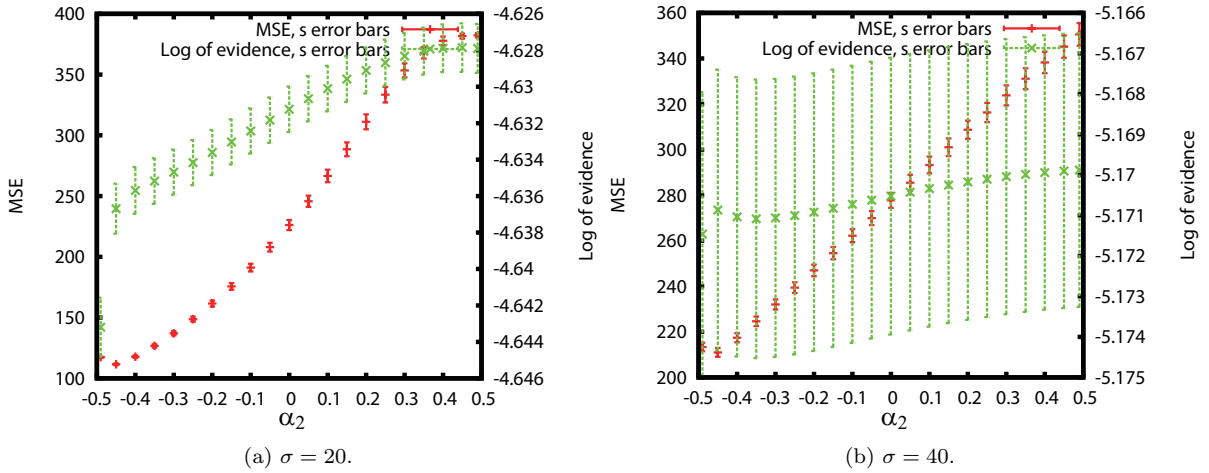 MSE, s error bars
Log of evidence, s error bars
400
350
300
250
200
150
100
MSE
-4.626
-4.628
-4.63
-4.632
-4.634
-4.636
-4.638
-4.64
-4.642
-4.644
-4.646
Log of evidence
-0.5 -0.4 -0.3 -0.2 -0.1 0 0.1 0.2 0.3 0.4 0.5
α2
(a) σ = 20.
MSE, s error bars
Log of evidence, s error bars
360
340
320
300
280
260
240
220
200
MSE
-5.166
-5.167
-5.168
-5.169
-5.17
-5.171
-5.172
-5.173
-5.174
-5.175
Log of evidence
-0.5 -0.4 -0.3 -0.2 -0.1 0 0.1 0.2 0.3 0.4 0.5
α2
(b) σ = 40.